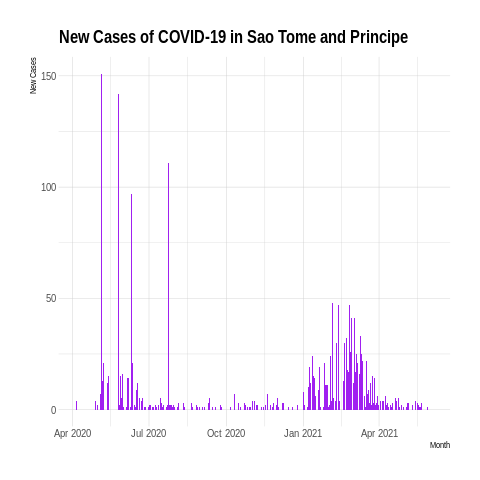 New Cases of COVID-19 in Sao Tome and Principe
New Cases
150
100
50
0
Apr 2020 Jul 2020 Oct 2020 Jan 2021 Apr 2021
Month